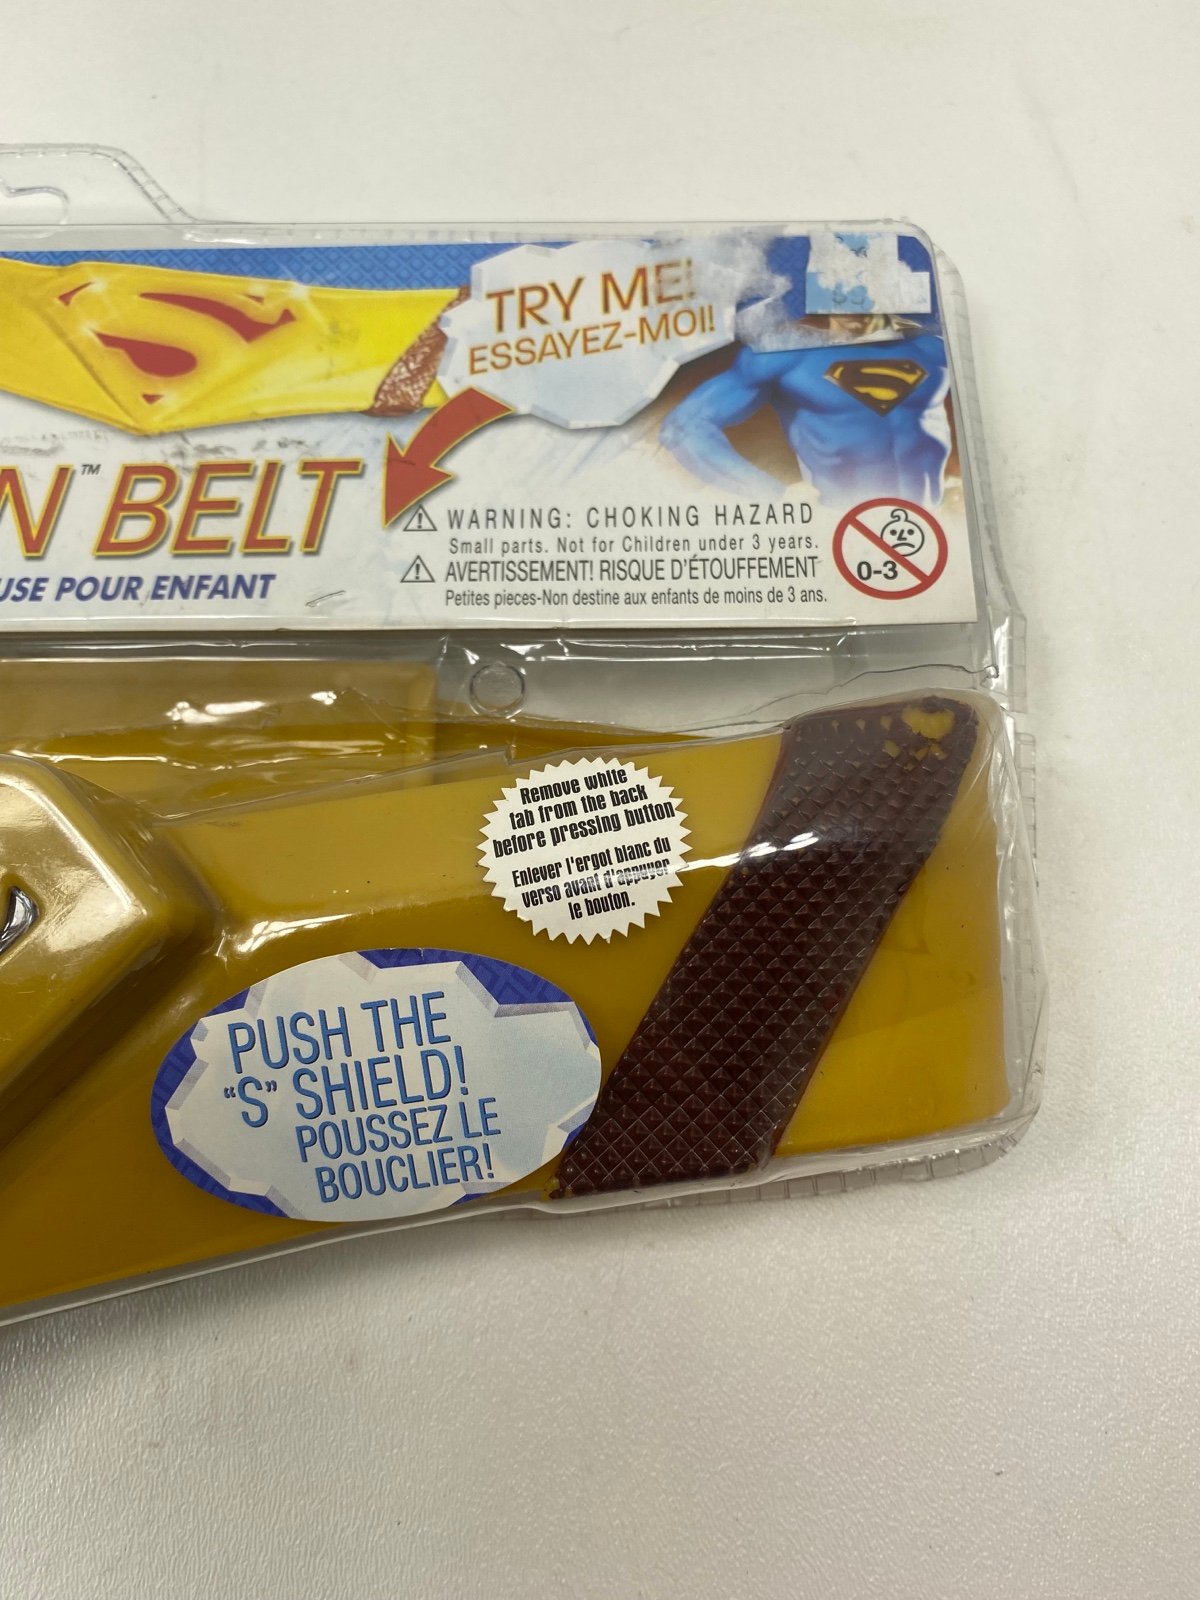 TRY ME!
ESSAYEZ-MOI!
N™ BELT
USE POUR ENFANT
WARNING: CHOKING HAZARD
Small parts. Not for Children under 3 years.
AVERTISSEMENT! RISQUE D'ÉTOUFFEMENT
Petites pieces-Non destine aux enfants de moins de 3 ans.
0-3
Remove white
tab from the back
before pressing button
Enlever l'ergot blanc du
verso avant d'appuyer
le bouton.
PUSH THE
"S" SHIELD!
POUSSEZ LE
BOUCLIER!